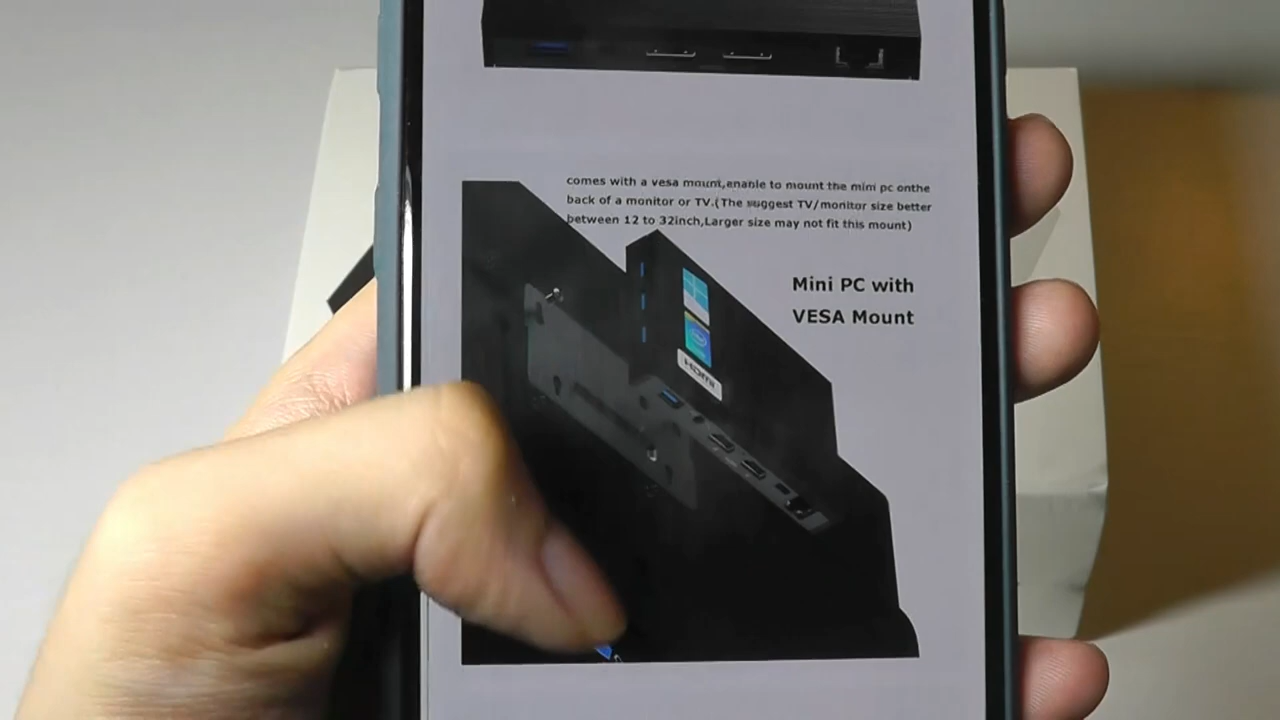 comes with a vesa mount,enable to mount the mini pc onthe
back of a monitor or TV.(The suggest TV/monitor size better
between 12 to 32inch,Larger size may not fit this mount)
Mini PC with
VESA Mount
HDMI